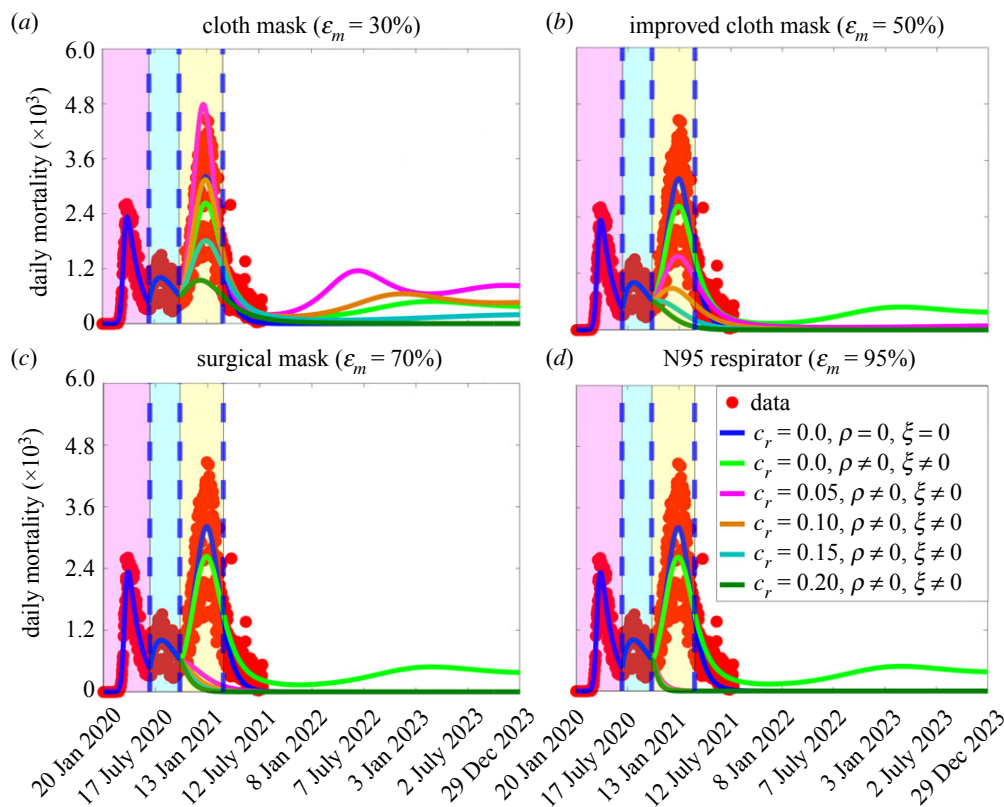 (a) cloth mask (εm = 30%)
(b) improved cloth mask (εm = 50%)
6.0
4.8
3.6
2.4
1.2
0
daily mortality (×10³)
(c) surgical mask (εm = 70%)
(d) N95 respirator (εm = 95%)
6.0
4.8
3.6
2.4
1.2
0
daily mortality (×10³)
data
cr = 0.0, ρ = 0, ξ = 0
cr = 0.0, ρ ≠ 0, ξ ≠ 0
cr = 0.05, ρ ≠ 0, ξ ≠ 0
cr = 0.10, ρ ≠ 0, ξ ≠ 0
cr = 0.15, ρ ≠ 0, ξ ≠ 0
cr = 0.20, ρ ≠ 0, ξ ≠ 0
20 Jan 2020
17 July 2020
13 Jan 2021
12 July 2021
8 Jan 2022
7 July 2022
3 Jan 2023
2 July 2023
29 Dec 2023
20 Jan 2020
17 July 2020
13 Jan 2021
12 July 2021
8 Jan 2022
7 July 2022
3 Jan 2023
2 July 2023
29 Dec 2023